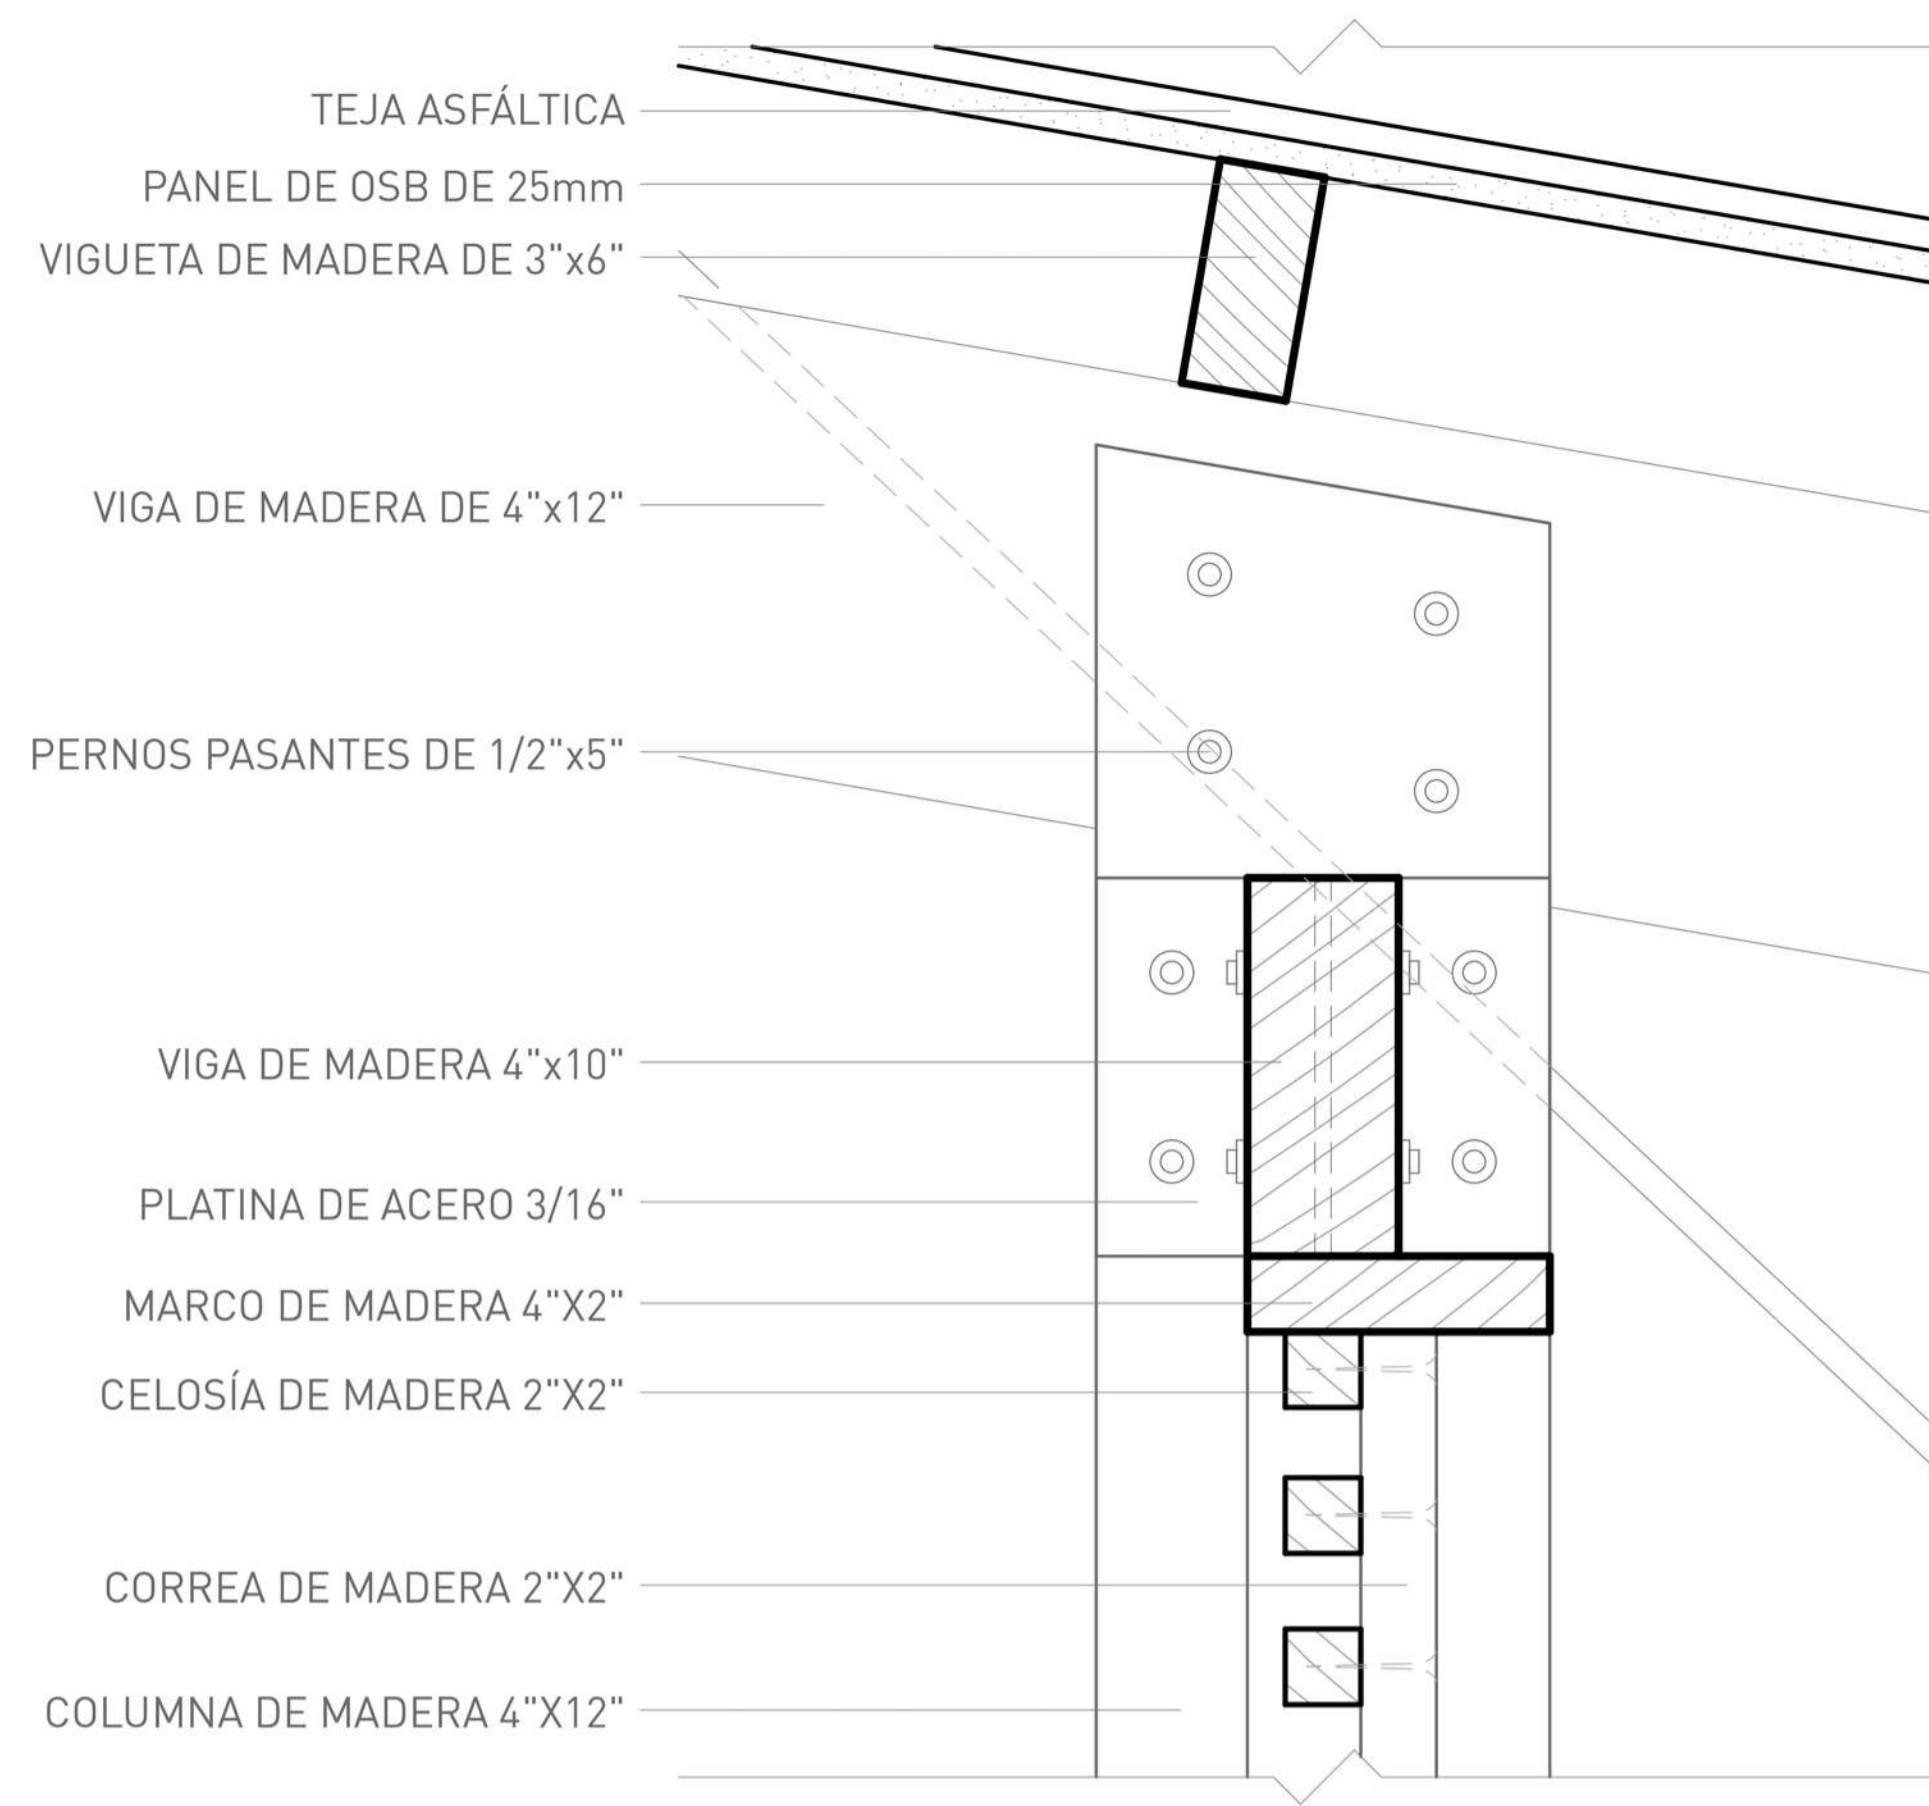 TEJA ASFÁLTICA
PANEL DE OSB DE 25mm
VIGUETA DE MADERA DE 3"x6"
VIGA DE MADERA DE 4"x12"
PERNOS PASANTES DE 1/2"x5"
VIGA DE MADERA 4"x10"
PLATINA DE ACERO 3/16"
MARCO DE MADERA 4"X2"
CELOSÍA DE MADERA 2"X2"
CORREA DE MADERA 2"X2"
COLUMNA DE MADERA 4"X12"